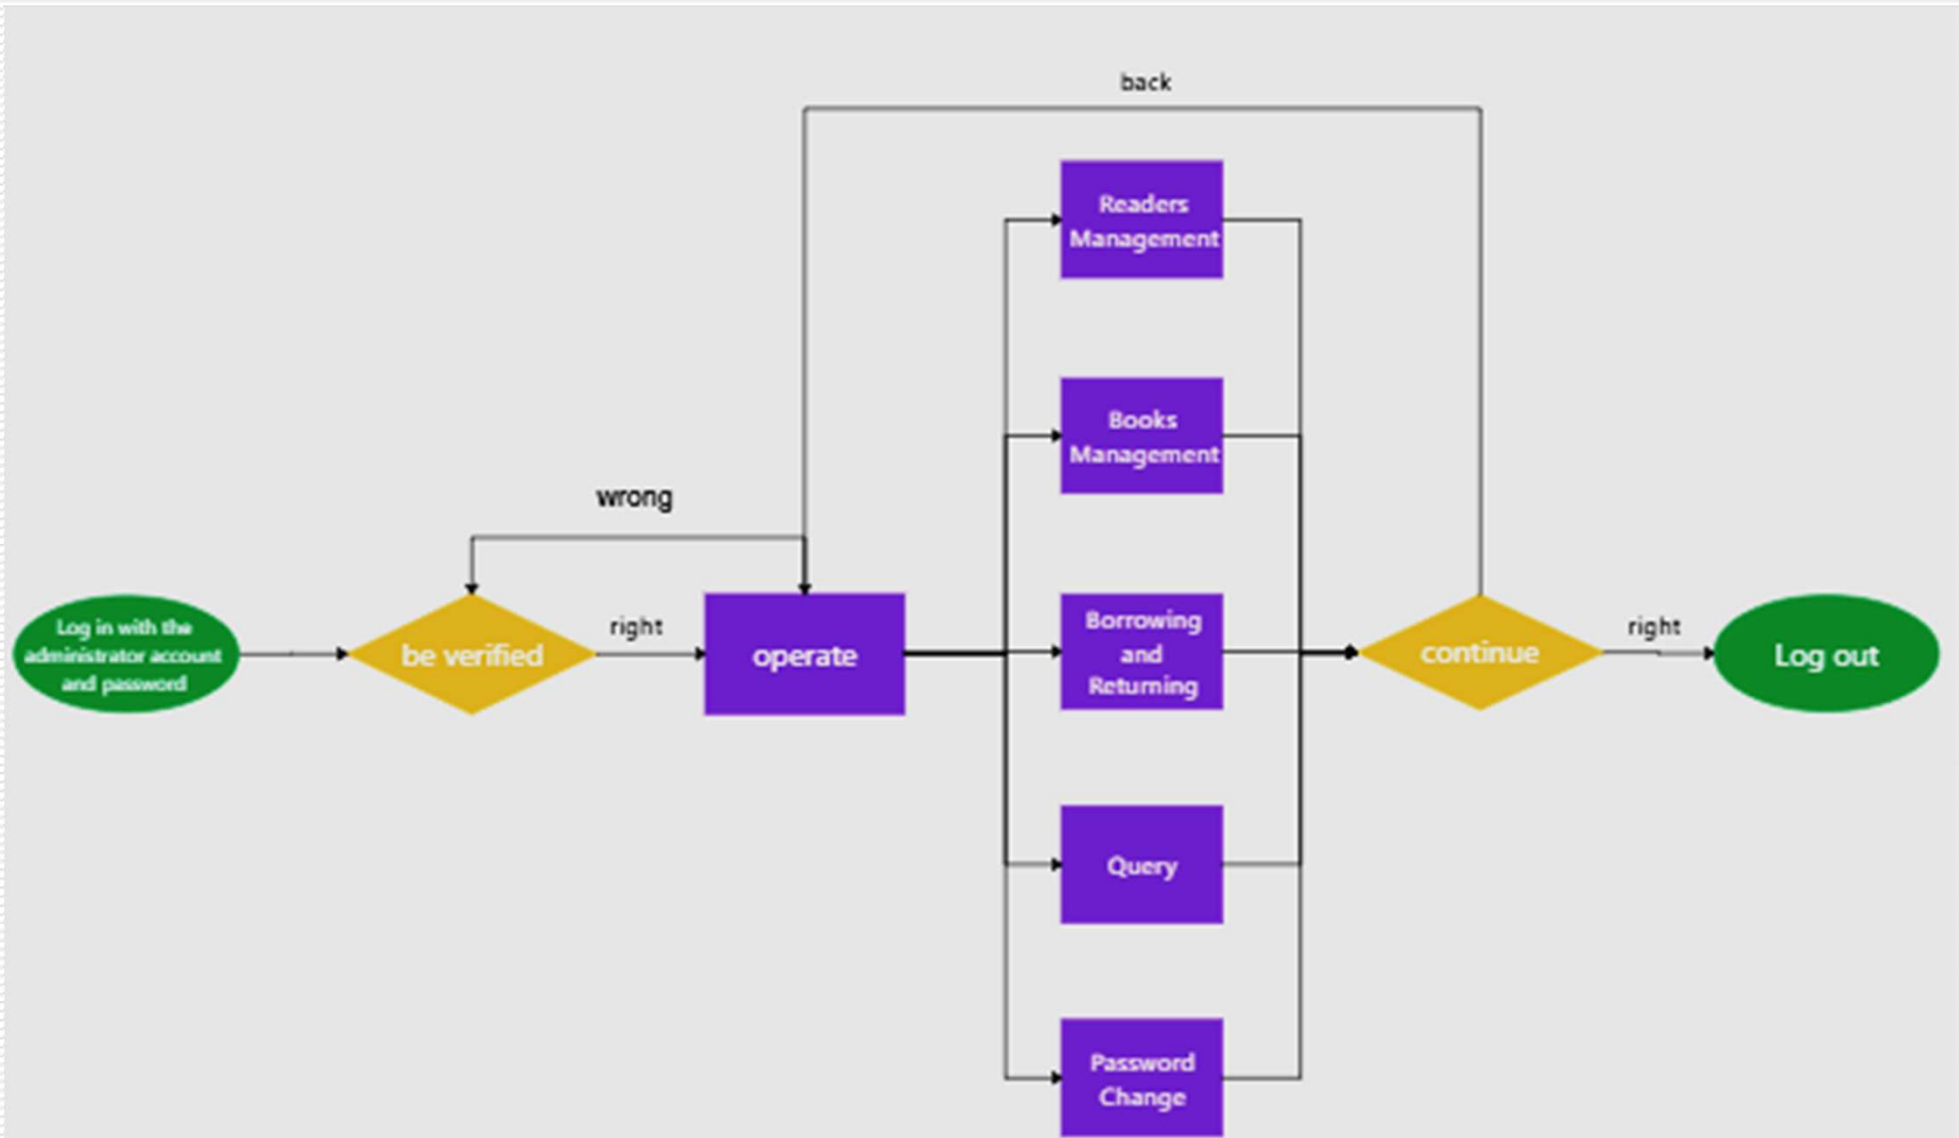 back
Readers
Management
Books
Management
wrong
Log in with the
administrator account
and password
be verified
right
operate
Borrowing
and
Returning
continue
right
Log out
Query
Password
Change